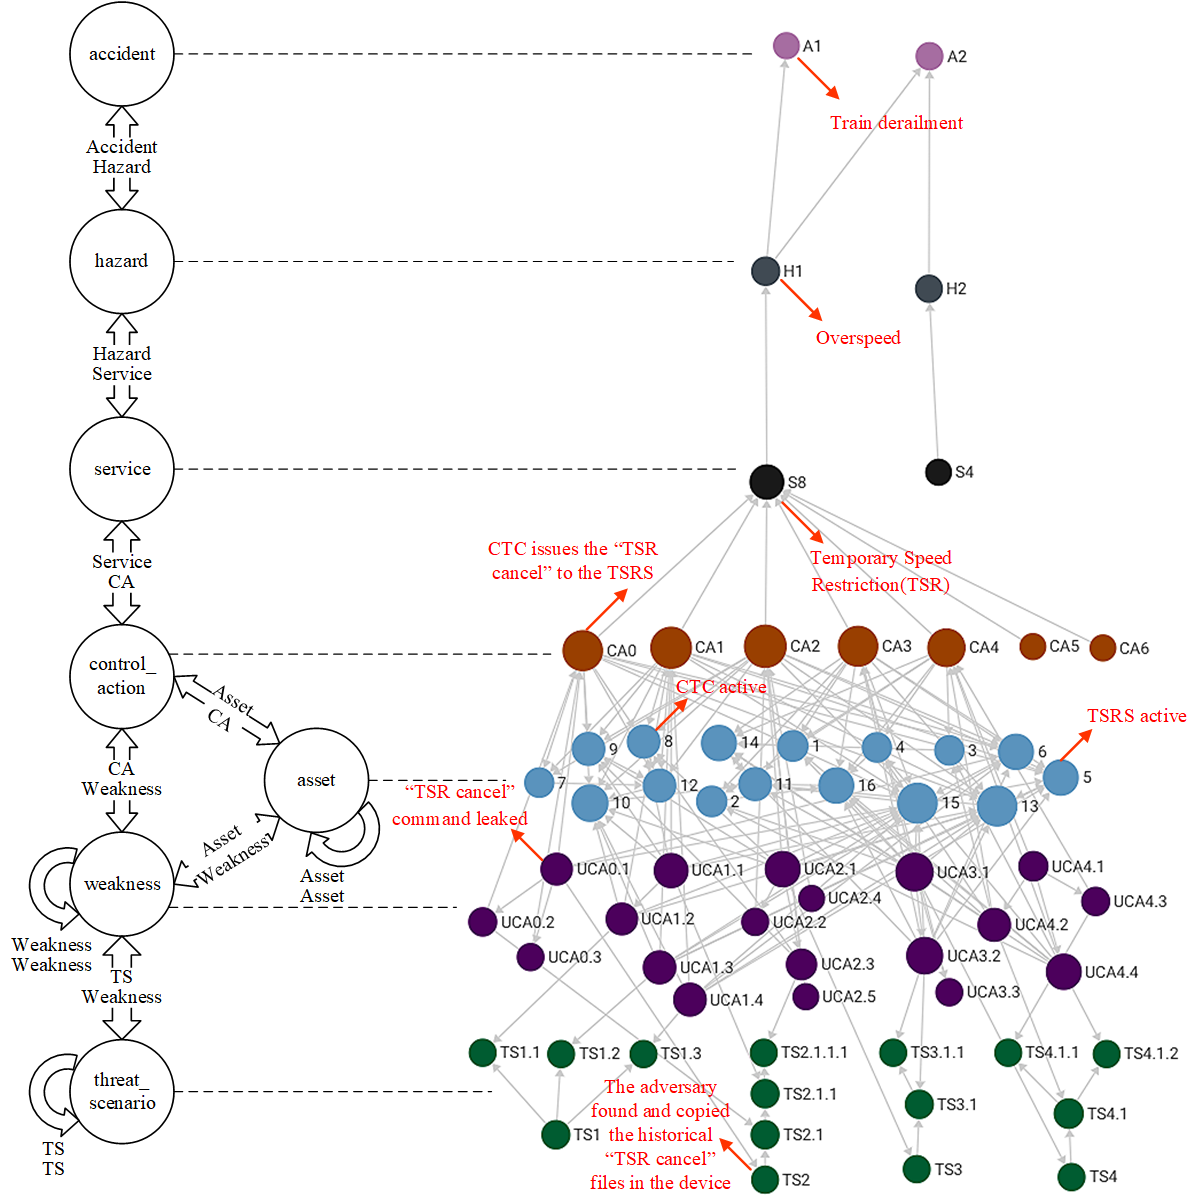 accident
Accident
Hazard
hazard
Hazard
Service
service
Service
CA
control_
action
Asset
CA
CA
Weakness
asset
Asset
Weakness
Asset
Asset
weakness
Weakness
Weakness
TS
Weakness
threat_
scenario
TS
TS
A1
A2
Train derailment
H1
H2
Overspeed
S8
S4
CTC issues the “TSR
cancel” to the TSRS
Temporary Speed
Restriction(TSR)
CA0
CA1
CA2
CA3
CA4
CA5
CA6
CTC active
TSRS active
9
8
14
1
4
3
6
7
12
11
16
5
10
2
15
13
“TSR cancel”
command leaked
UCA0.1
UCA1.1
UCA2.1
UCA3.1
UCA4.1
UCA2.4
UCA4.3
UCA0.2
UCA1.2
UCA2.2
UCA4.2
UCA0.3
UCA1.3
UCA2.3
UCA3.2
UCA4.4
UCA1.4
UCA2.5
UCA3.3
TS1.1
TS1.2
TS1.3
TS2.1.1.1
TS3.1.1
TS4.1.1
TS4.1.2
TS2.1.1
TS3.1
TS4.1
TS1
TS2.1
TS3
TS4
TS2
The adversary
found and copied
the historical
“TSR cancel”
files in the device